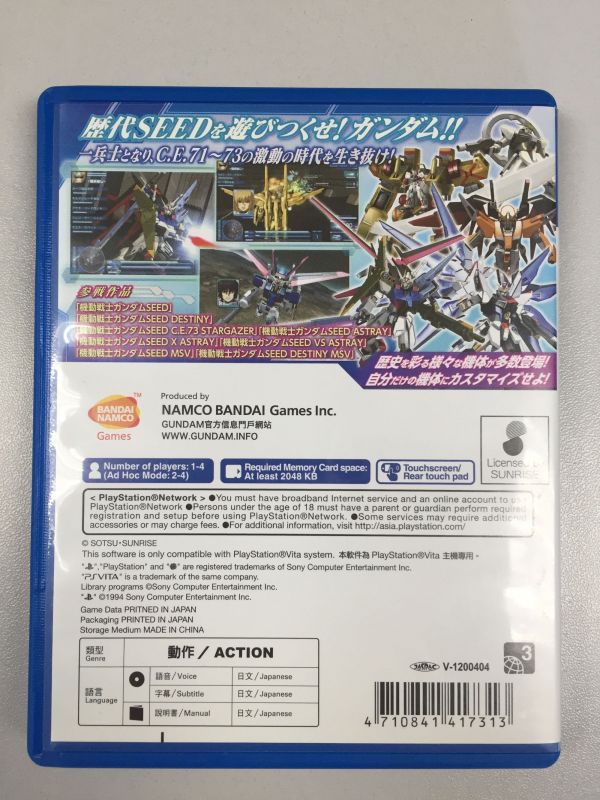 歴代SEEDを遊びつくせ!ガンダム!!
一兵士となり、C.E.71～73の激動の時代を生き抜け!
参戦作品
「機動戦士ガンダムSEED」
「機動戦士ガンダムSEED DESTINY」
「機動戦士ガンダムSEED C.E.73 STARGAZER」「機動戦士ガンダムSEED ASTRAY」
「機動戦士ガンダムSEED X ASTRAY」「機動戦士ガンダムSEED VS ASTRAY」
「機動戦士ガンダムSEED MSV」「機動戦士ガンダムSEED DESTINY MSV」
歴史を彩る様々な機体が多数登場!
自分だけの機体にカスタマイズせよ!
BANDAI
NAMCO
Games
TM
Produced by
NAMCO BANDAI Games Inc.
GUNDAM官方信息門戶網站
WWW.GUNDAM.INFO
Licensed by
SUNRISE
Number of players: 1-4
(Ad Hoc Mode: 2-4)
Required Memory Card space:
At least 2048 KB
Touchscreen/
Rear touch pad
< PlayStation®Network > ●You must have broadband Internet service and an online account to use
PlayStation®Network ●Persons under the age of 18 must have a parent or guardian perform required
registration and setup before using PlayStation®Network. ●Some services may require additional
accessories or may charge fees. ●For additional information, visit http://asia.playstation.com/
© SOTSU・SUNRISE
This software is only compatible with PlayStation®Vita system. 本軟件為 PlayStation®Vita 主機專用。
" ", "PlayStation" and " " are registered trademarks of Sony Computer Entertainment Inc.
"PSVITA" is a trademark of the same company.
Library programs ©Sony Computer Entertainment Inc.
" " ©1994 Sony Computer Entertainment Inc.
Game Data PRITNED IN JAPAN
Packaging PRINTED IN JAPAN
Storage Medium MADE IN CHINA
類型
Genre
動作/ACTION
語言
Language
語音/Voice
日文/Japanese
字幕/Subtitle
日文/Japanese
説明書/Manual
日文/Japanese
V-1200404
3
4 710841 417313